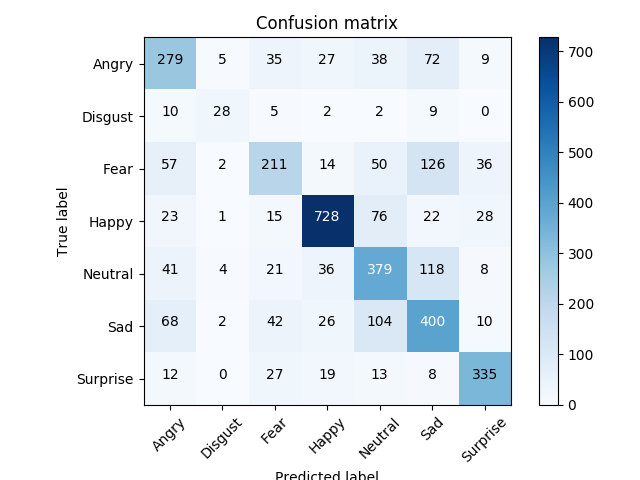 Confusion matrix
True label
Angry 279 5 35 27 38 72 9
Disgust 10 28 5 2 2 9 0
Fear 57 2 211 14 50 126 36
Happy 23 1 15 728 76 22 28
Neutral 41 4 21 36 379 118 8
Sad 68 2 42 26 104 400 10
Surprise 12 0 27 19 13 8 335
Angry Disgust Fear Happy Neutral Sad Surprise
Predicted label
700
600
500
400
300
200
100
0